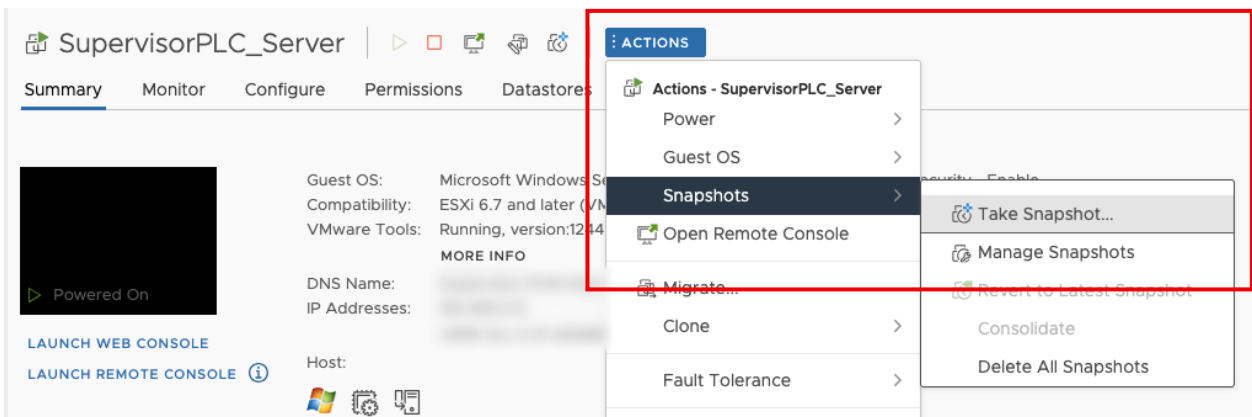 SupervisorPLC_Server
ACTIONS
Summary Monitor Configure Permissions Datastores
Actions - SupervisorPLC_Server
Power
Guest OS
Snapshots
Open Remote Console
Migrate...
Clone
Fault Tolerance
Take Snapshot...
Manage Snapshots
Revert to Latest Snapshot
Consolidate
Delete All Snapshots
Powered On
LAUNCH WEB CONSOLE
LAUNCH REMOTE CONSOLE
Guest OS: Microsoft Windows
Compatibility: ESXi 6.7 and later
VMware Tools: Running, version:1244
MORE INFO
DNS Name:
IP Addresses:
Host: